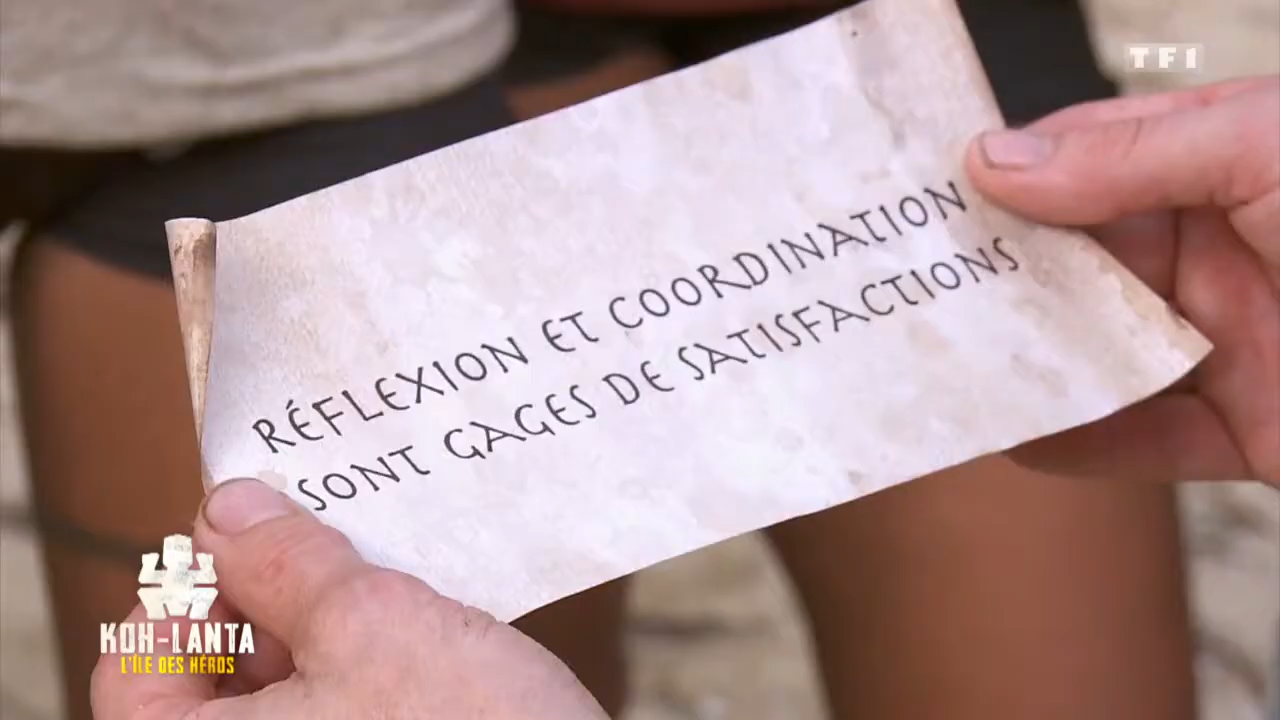 TF1
RÉFLEXION ET COORDINATION
SONT GAGES DE SATISFACTIONS
KOH-LANTA
L'ÎLE DES HÉROS